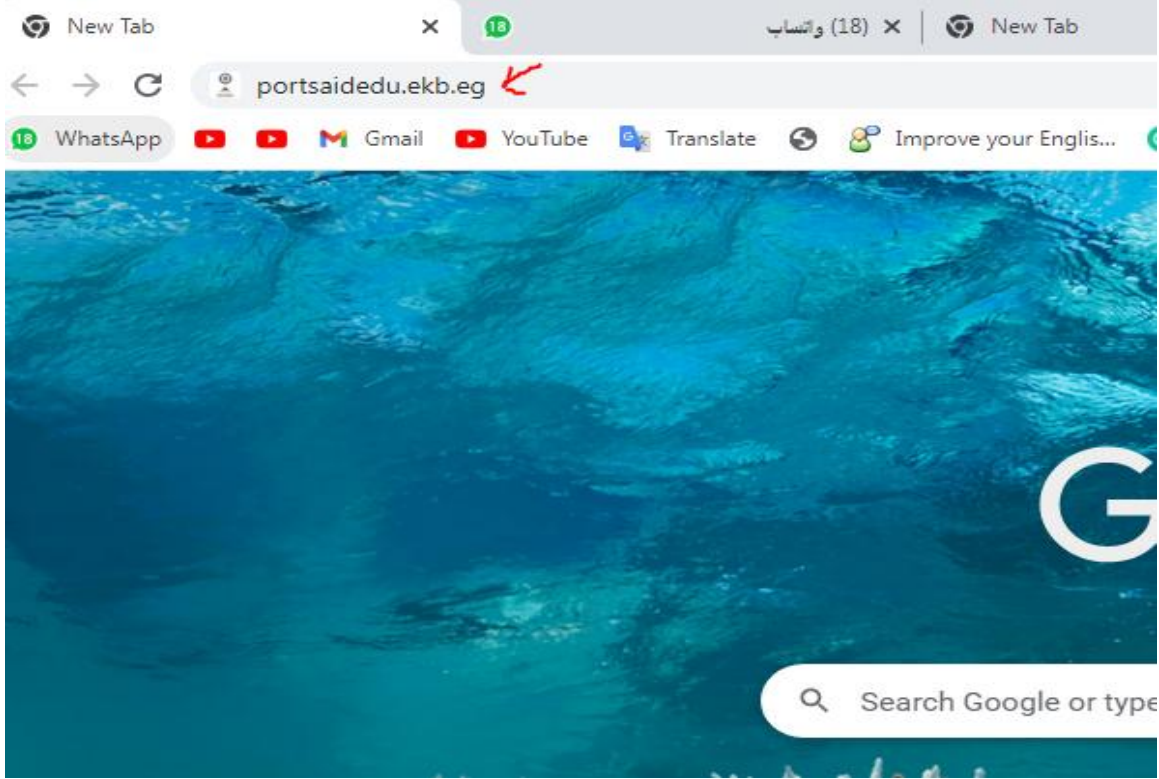 New Tab
18
(18) واتساب
New Tab
portsaidedu.ekb.eg
18 WhatsApp
Gmail
YouTube
Translate
Improve your Englis...
G
Search Google or type